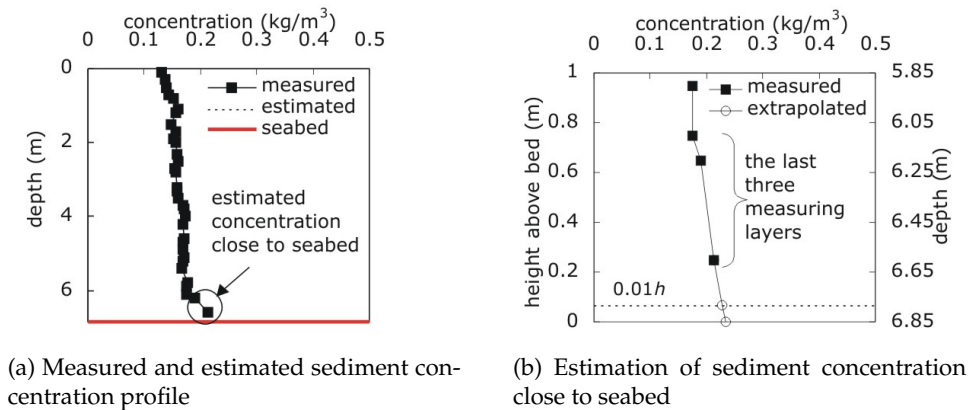 concentration (kg/m³)
0 0.1 0.2 0.3 0.4 0.5
0
2
4
6
depth (m)
measured
estimated
seabed
estimated
concentration
close to seabed
(a) Measured and estimated sediment con-
centration profile
concentration (kg/m³)
0 0.1 0.2 0.3 0.4 0.5
1
0.8
0.6
0.4
0.2
0
height above bed (m)
5.85
6.05
6.25
6.45
6.65
6.85
depth (m)
measured
extrapolated
the last
three
measuring
layers
0.01h
(b) Estimation of sediment concentration
close to seabed